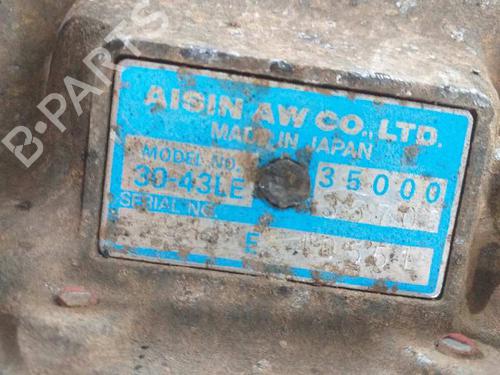 B-PARTS
AISIN AW CO., LTD.
MADE IN JAPAN
MODEL NO.
30-43LE 35000
SERIAL NO.